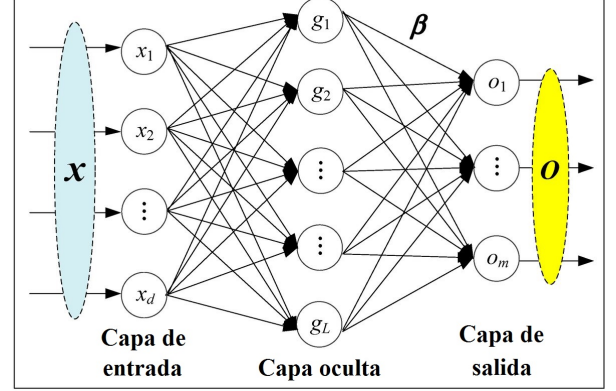 x
x1
x2
⋮
xd
g1
g2
⋮
⋮
gL
β
o1
⋮
om
O
Capa de
entrada
Capa oculta
Capa de
salida